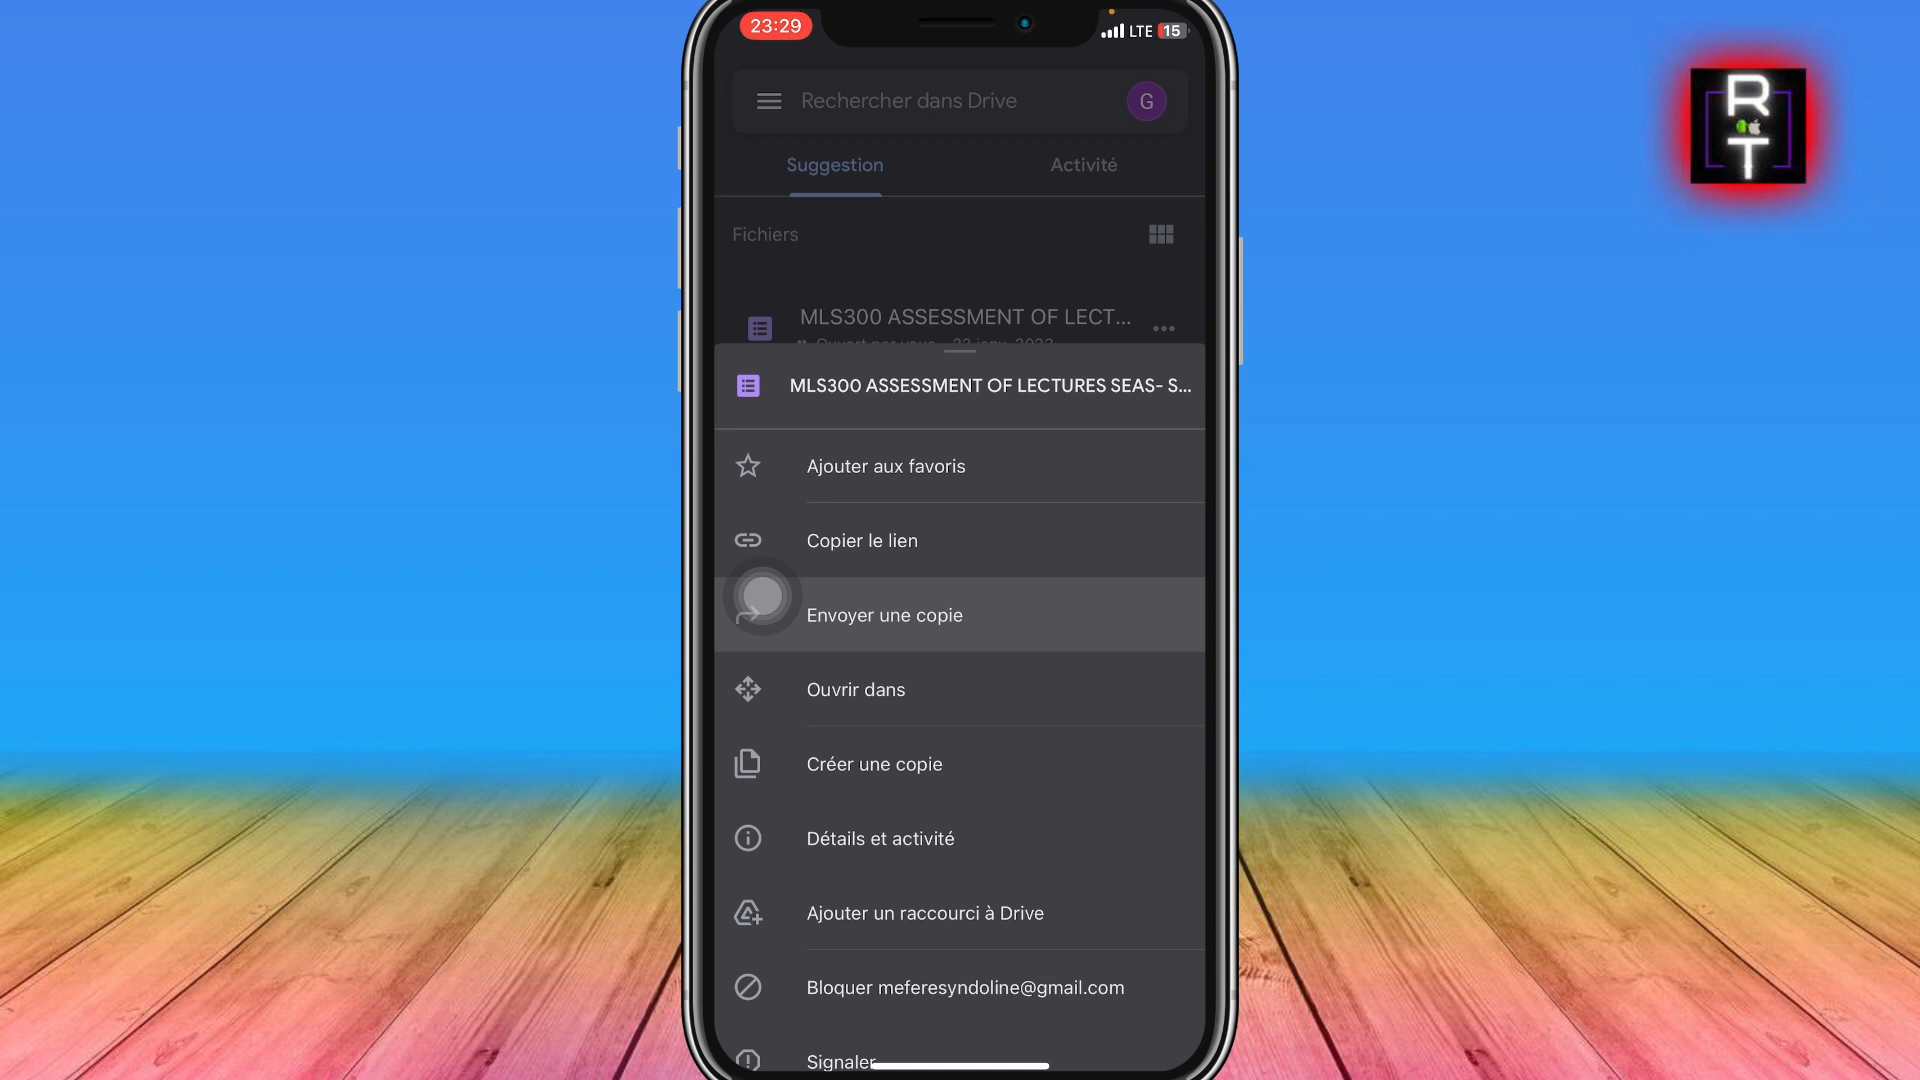 23:29
LTE 15
Rechercher dans Drive
G
Suggestion
Activité
Fichiers
MLS300 ASSESSMENT OF LECT...
MLS300 ASSESSMENT OF LECTURES SEAS- S...
Ajouter aux favoris
Copier le lien
Envoyer une copie
Ouvrir dans
Créer une copie
Détails et activité
Ajouter un raccourci à Drive
Bloquer meferesyndoline@gmail.com
Signaler
R
T